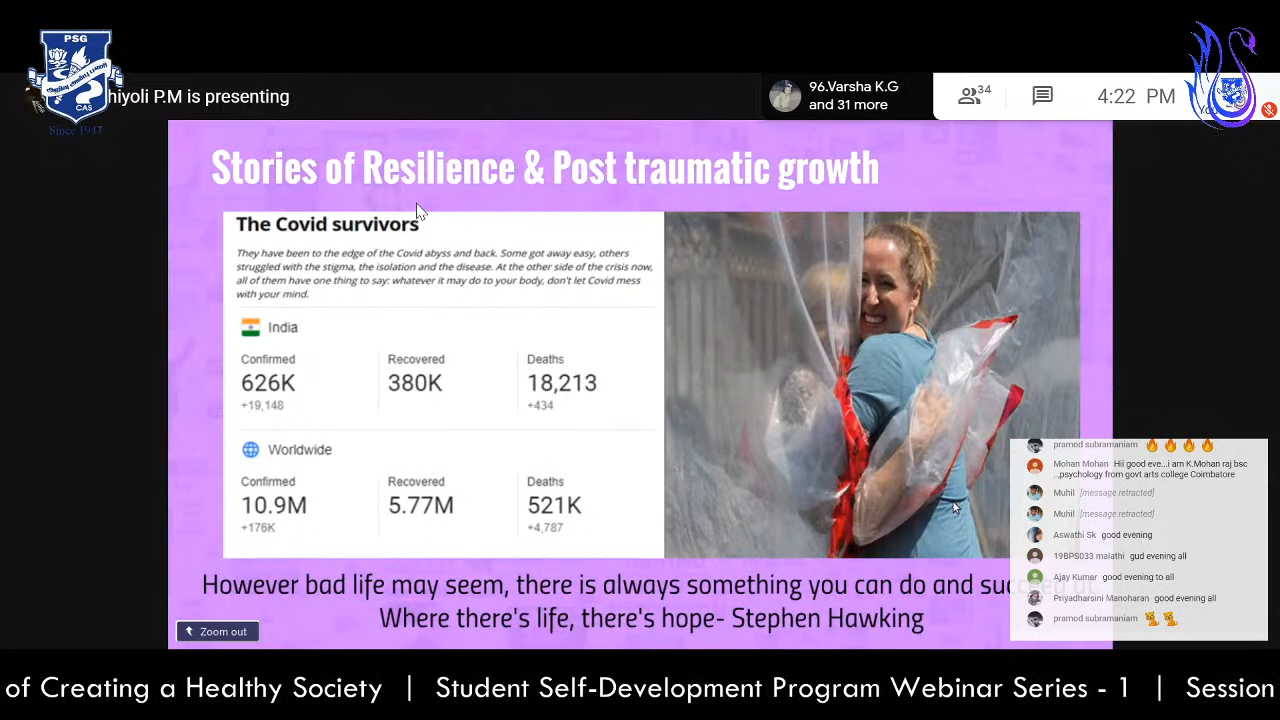 PSG
CAS
Since 1947
hiyoli P.M is presenting
96.Varsha K.G
and 31 more
34
4:22 PM
Stories of Resilience & Post traumatic growth
The Covid survivors
They have been to the edge of the Covid abyss and back. Some got away easy, others
struggled with the stigma, the isolation and the disease. At the other side of the crisis now,
all of them have one thing to say: whatever it may do to your body, don't let Covid mess
with your mind.
India
Confirmed
Recovered
Deaths
626K
380K
18,213
+19,148
+434
Worldwide
Confirmed
Recovered
Deaths
10.9M
5.77M
521K
+176K
+4,787
However bad life may seem, there is always something you can do and
Where there's life, there's hope- Stephen Hawking
Zoom out
pramod subramaniam 🔥 🔥 🔥 🔥
Mohan Mohan Hii good eve...i am K.Mohan raj bsc
.,psychology from govt arts college Coimbatore
Muhil [message retracted]
Muhil [message retracted]
Aswathi Sk good evening
19BPS033 malathi gud evening all
Ajay Kumar good evening to all
Priyadharsini Manoharan good evening all
pramod subramaniam
of Creating a Healthy Society | Student Self-Development Program Webinar Series - 1 | Session